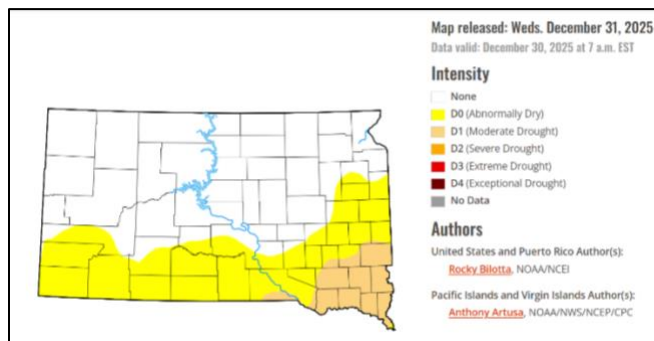 Map released: Weds. December 31, 2025
Data valid: December 30, 2025 at 7 a.m. EST
Intensity
None
D0 (Abnormally Dry)
D1 (Moderate Drought)
D2 (Severe Drought)
D3 (Extreme Drought)
D4 (Exceptional Drought)
No Data
Authors
United States and Puerto Rico Author(s):
Rocky Bilotta, NOAA/NCEI
Pacific Islands and Virgin Islands Author(s):
Anthony Artusa, NOAA/NWS/NCEP/CPC